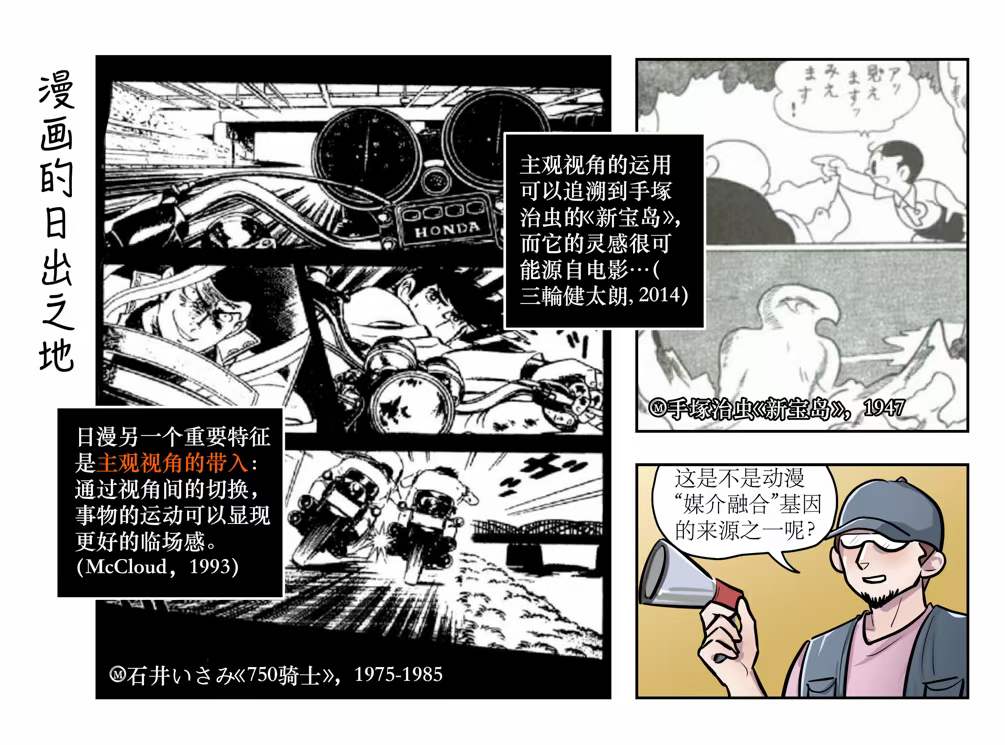 漫画的日出之地
HONDA
主观视角的运用
可以追溯到手塚
治虫的《新宝岛》，
而它的灵感很可
能源自电影…(
三輪健太朗, 2014)
日漫另一个重要特征
是主观视角的带入：
通过视角间的切换，
事物的运动可以显现
更好的临场感。
(McCloud，1993)
Ⓜ石井いさみ《750骑士》，1975-1985
アッ
見え
ますッ
みえ
ます！
Ⓜ手塚治虫《新宝岛》，1947
这是不是动漫
“媒介融合”基因
的来源之一呢？